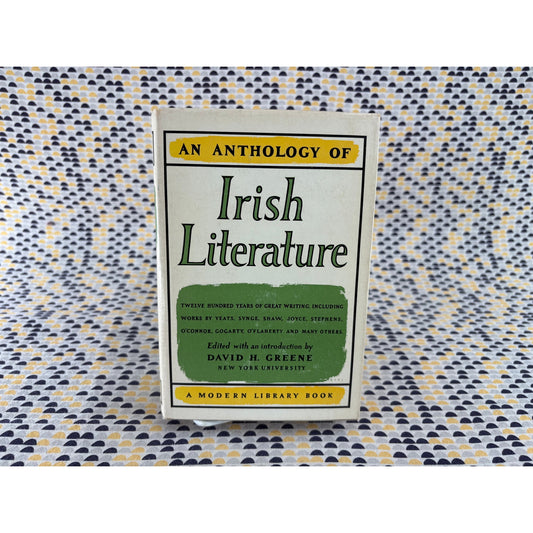 AN ANTHOLOGY OF
Irish
Literature
TWELVE HUNDRED YEARS OF GREAT WRITING, INCLUDING
WORKS BY YEATS, SYNGE, SHAW, JOYCE, STEPHENS,
O'CONNOR, GOGARTY, O'FLAHERTY AND MANY OTHERS.
Edited with an introduction by
DAVID H. GREENE
NEW YORK UNIVERSITY
A MODERN LIBRARY BOOK